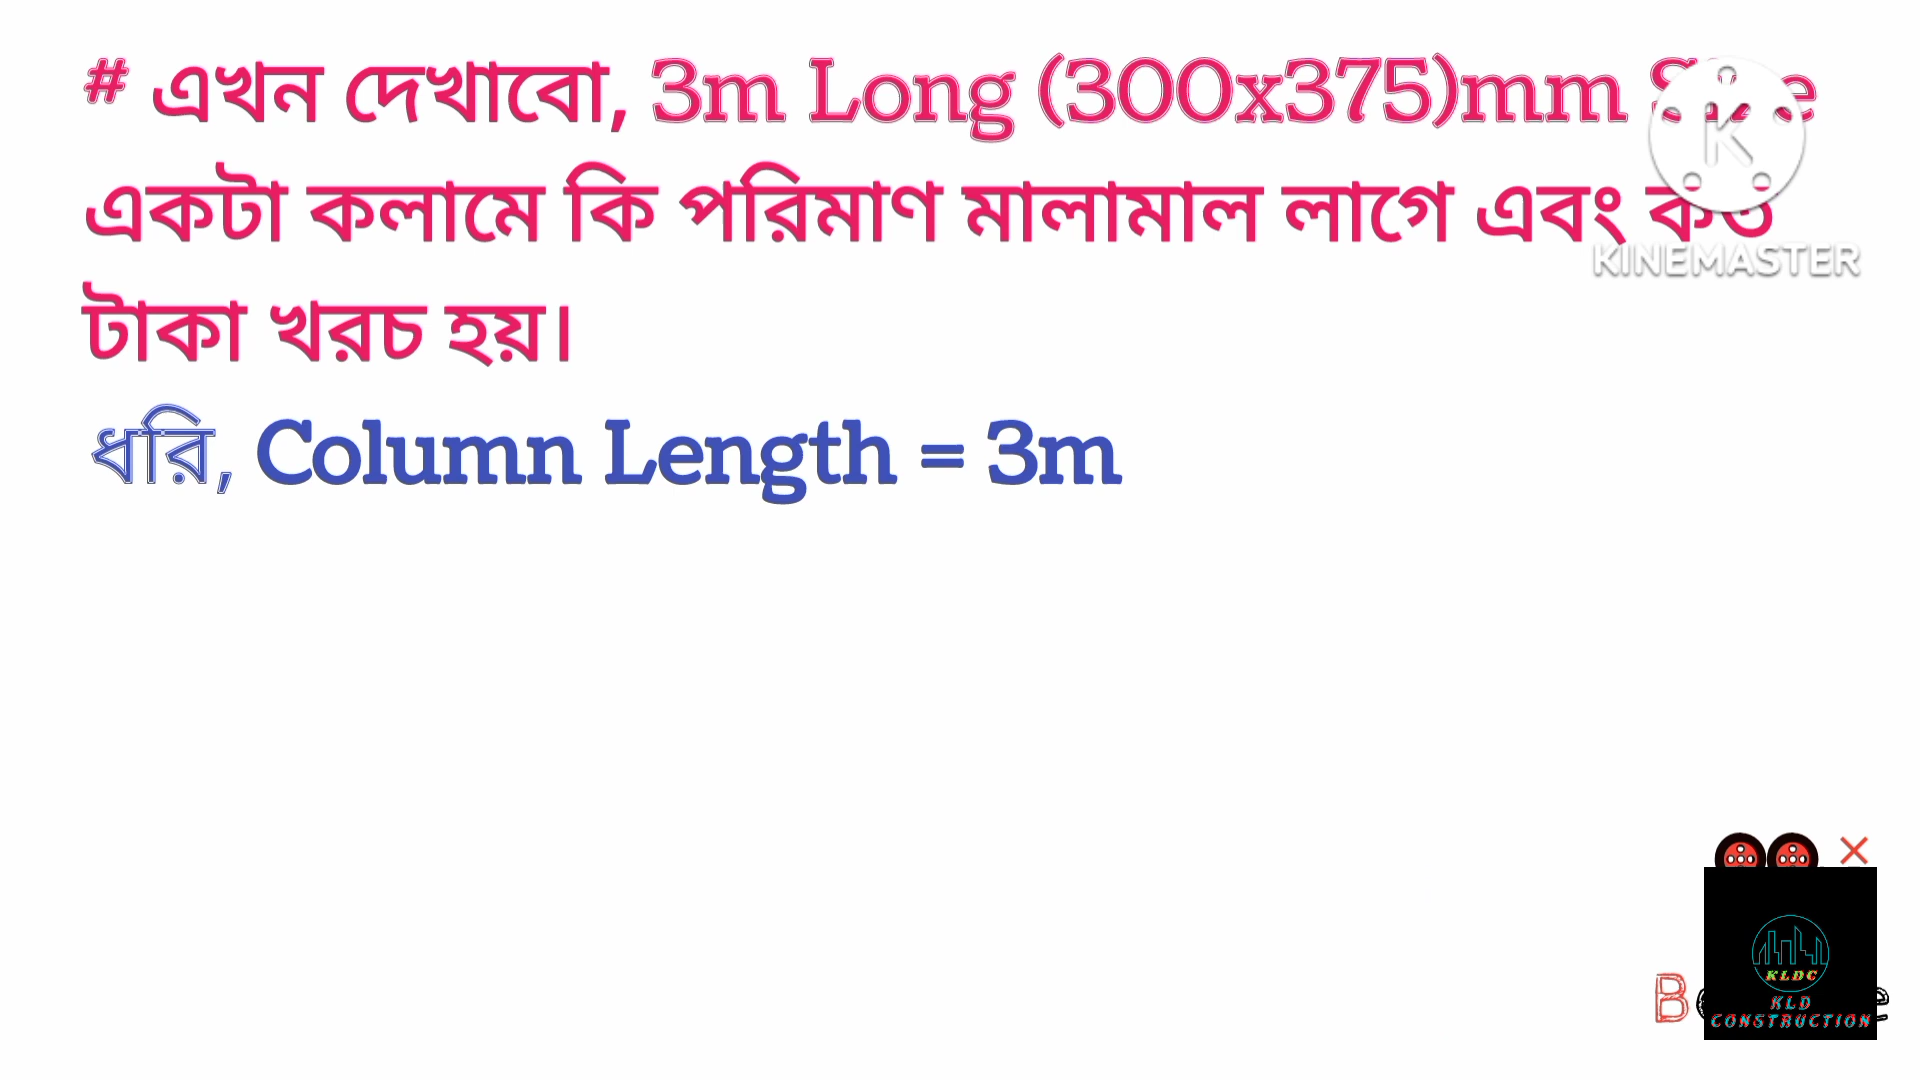 # এখন দেখাবো, 3m Long (300x375)mm
একটা কলামে কি পরিমাণ মালামাল লাগে এবং কত
টাকা খরচ হয়।
ধরি, Column Length = 3m
KINEMASTER
KLDC
KLD
CONSTRUCTION